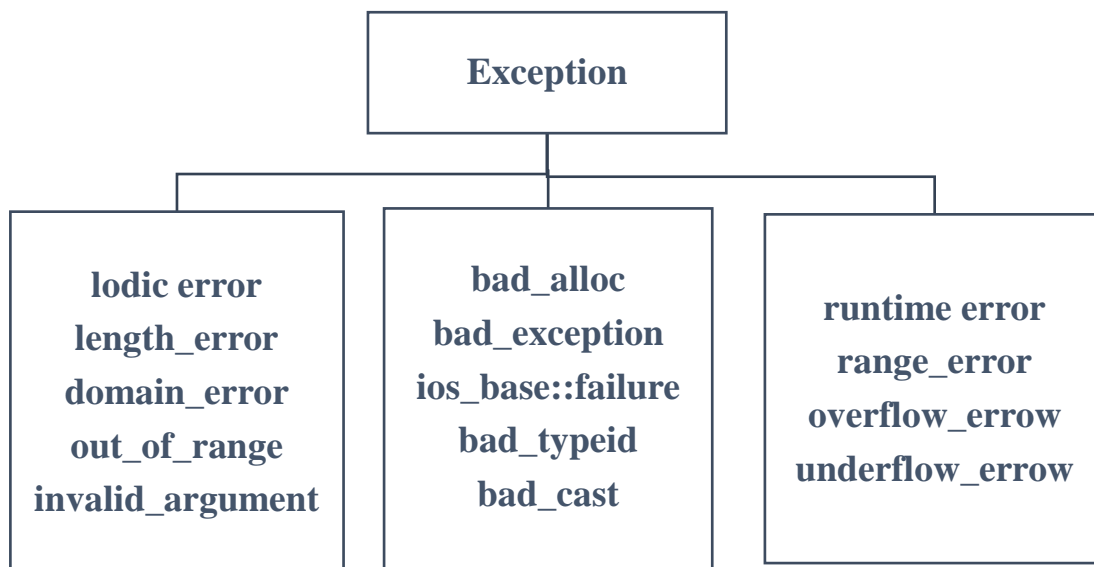 Exception
lodic error
length_error
domain_error
out_of_range
invalid_argument
bad_alloc
bad_exception
ios_base::failure
bad_typeid
bad_cast
runtime error
range_error
overflow_errow
underflow_errow